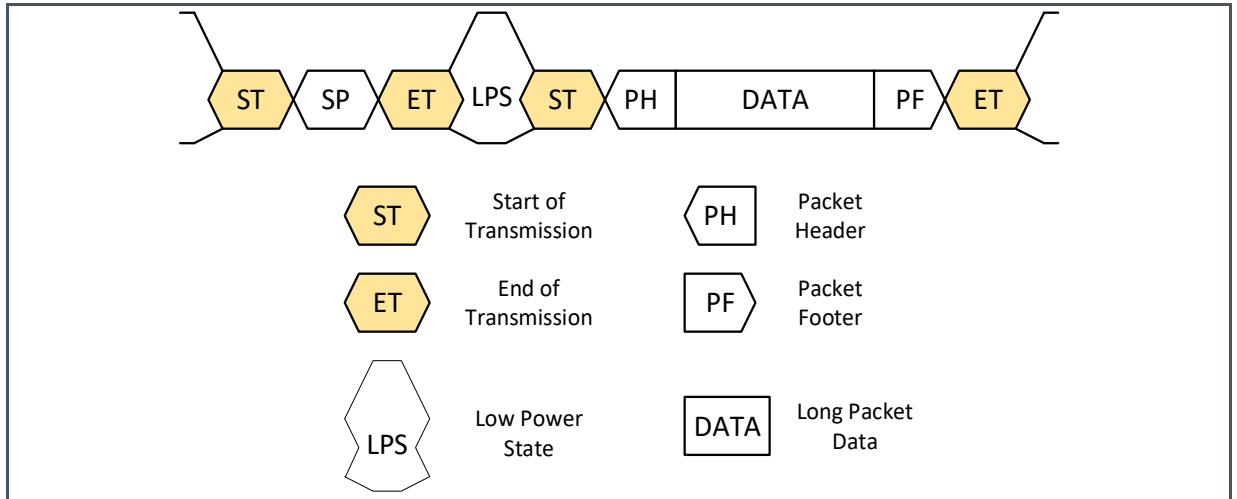 ST SP ET LPS ST PH DATA PF ET
ST Start of Transmission PH Packet Header
ET End of Transmission PF Packet Footer
LPS Low Power State DATA Long Packet Data